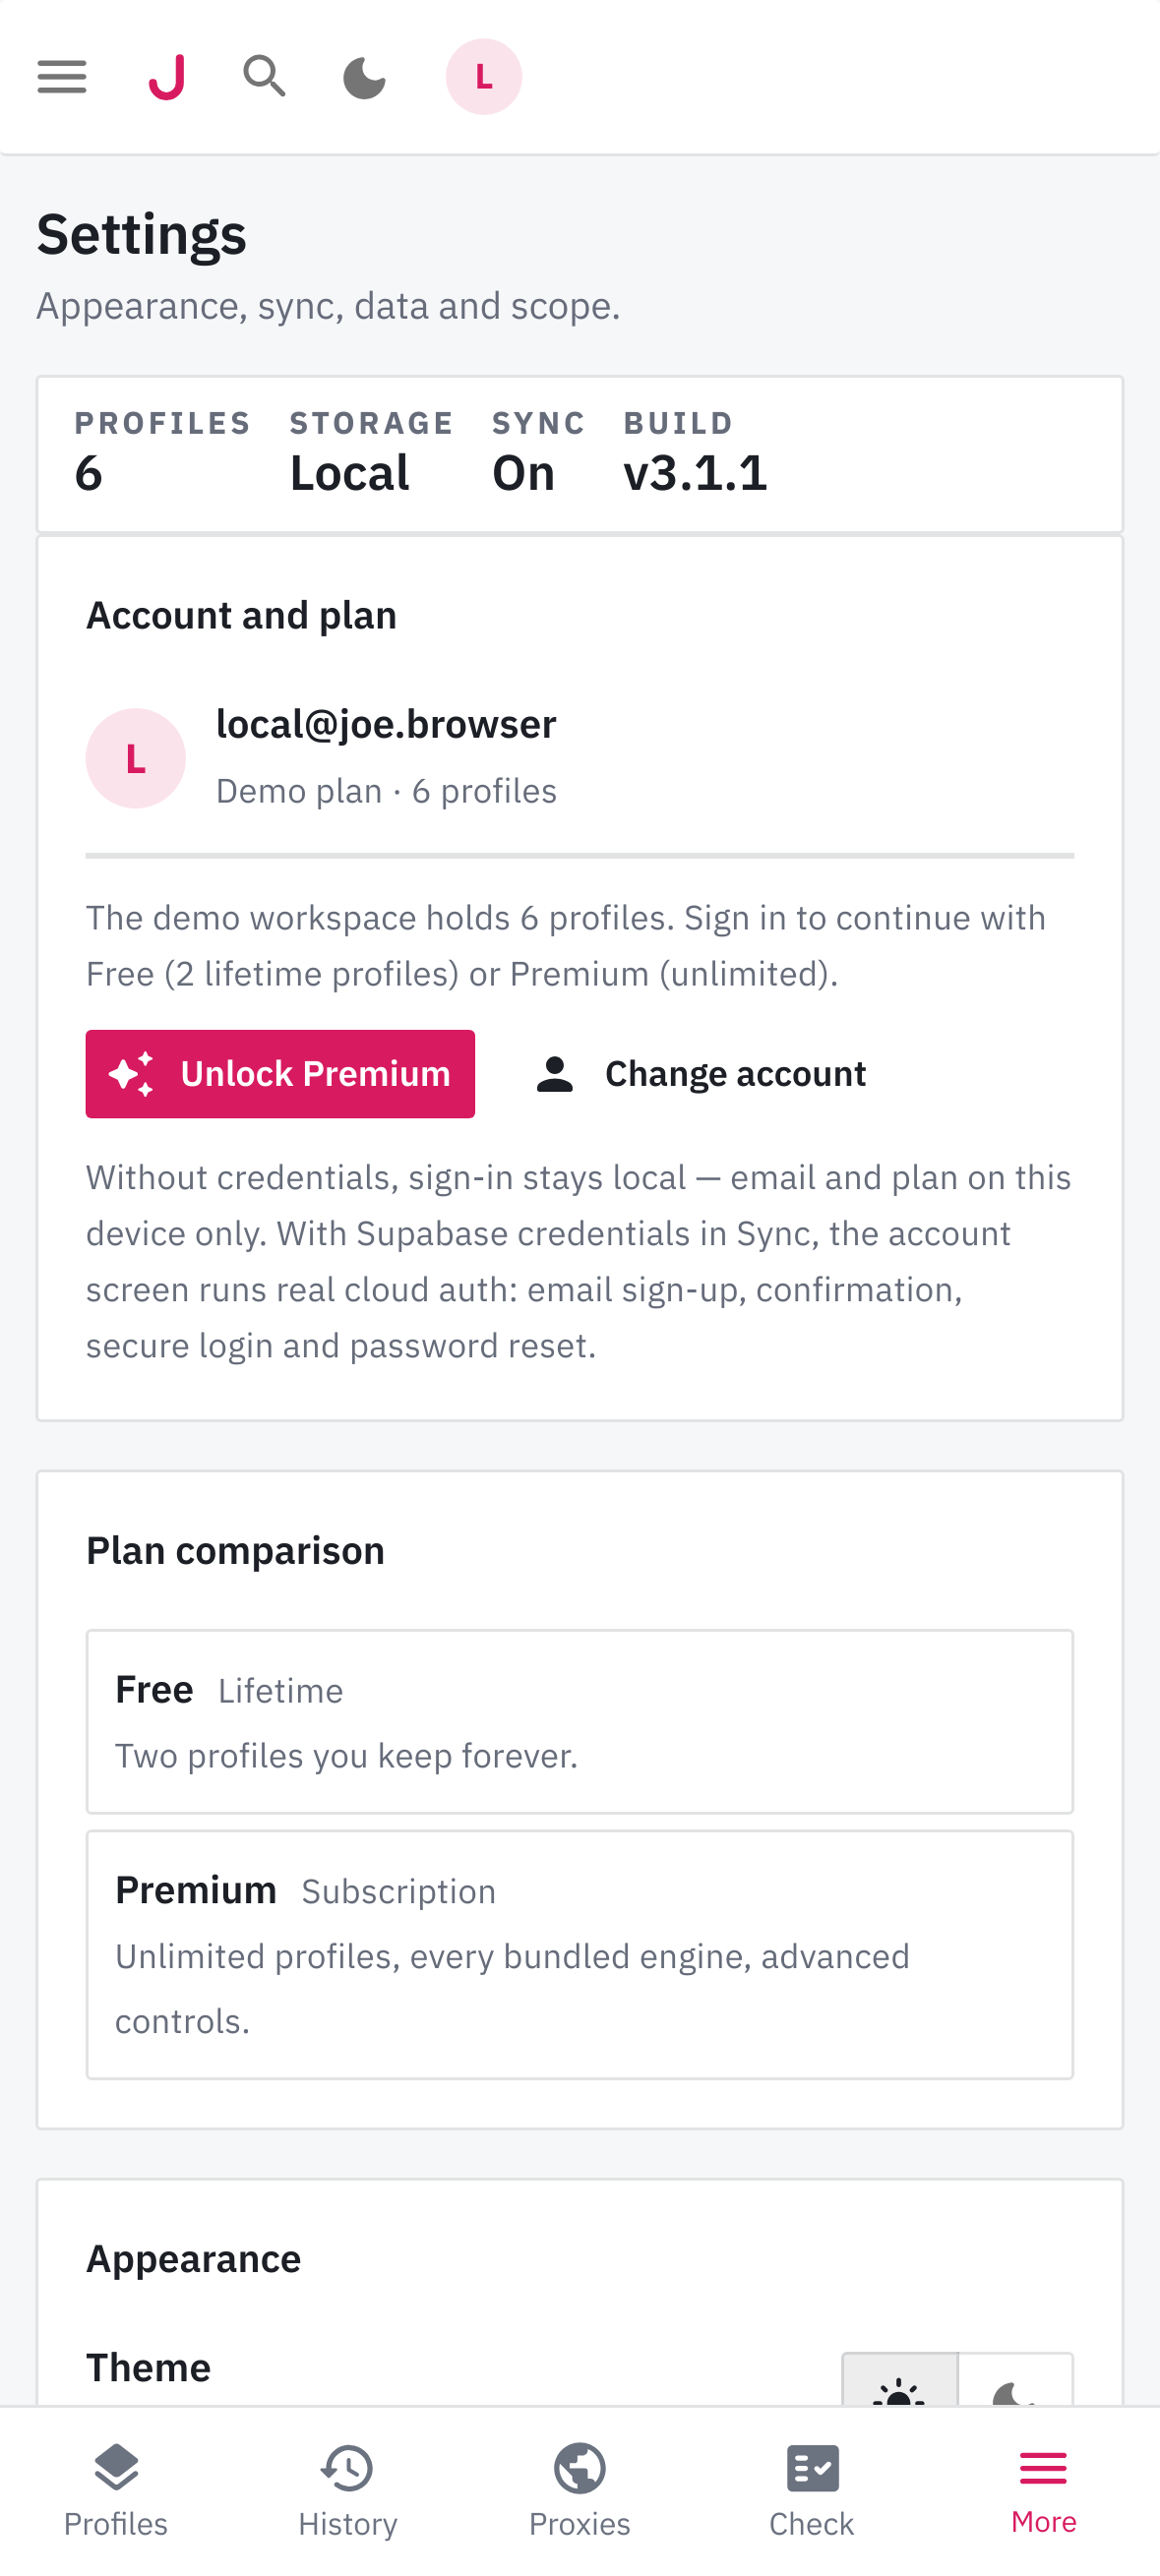 J
L
Settings
Appearance, sync, data and scope.
PROFILES STORAGE SYNC BUILD
6 Local On v3.1.1
Account and plan
L
local@joe.browser
Demo plan · 6 profiles
The demo workspace holds 6 profiles. Sign in to continue with
Free (2 lifetime profiles) or Premium (unlimited).
Unlock Premium Change account
Without credentials, sign-in stays local — email and plan on this
device only. With Supabase credentials in Sync, the account
screen runs real cloud auth: email sign-up, confirmation,
secure login and password reset.
Plan comparison
Free Lifetime
Two profiles you keep forever.
Premium Subscription
Unlimited profiles, every bundled engine, advanced
controls.
Appearance
Theme
Profiles History Proxies Check More